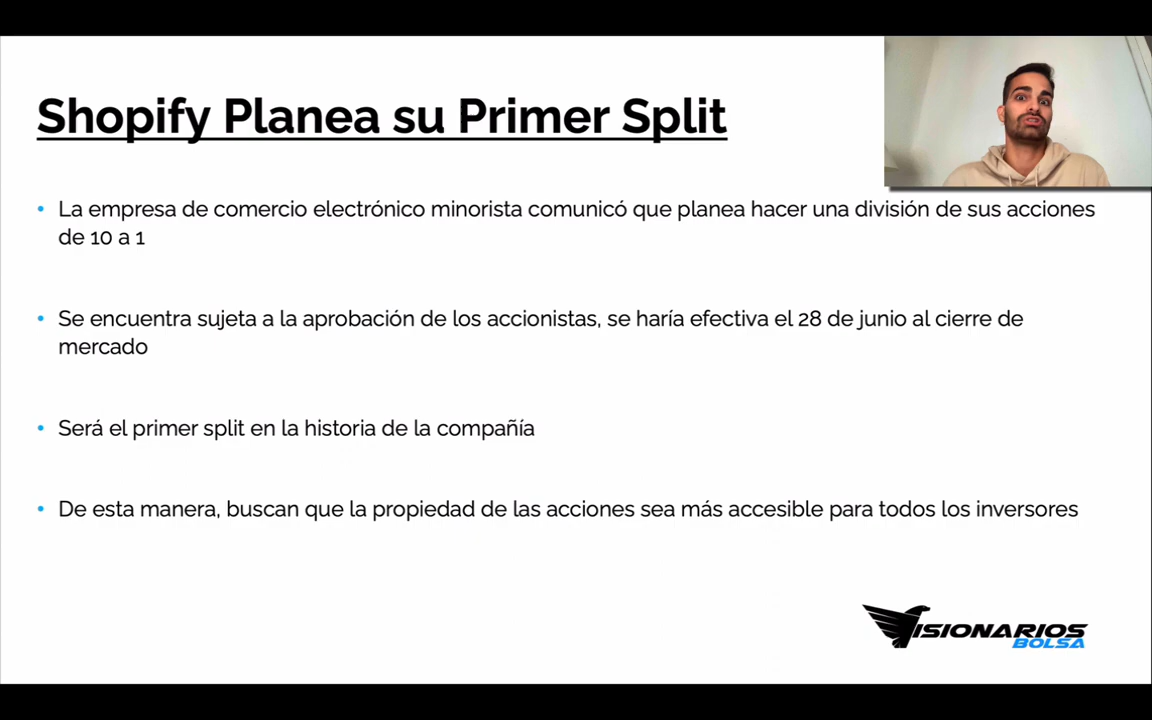 Shopify Planea su Primer Split
La empresa de comercio electrónico minorista comunicó que planea hacer una división de sus acciones
de 10 a 1
Se encuentra sujeta a la aprobación de los accionistas, se haría efectiva el 28 de junio al cierre de
mercado
Será el primer split en la historia de la compañía
De esta manera, buscan que la propiedad de las acciones sea más accesible para todos los inversores
VISIONARIOS
BOLSA